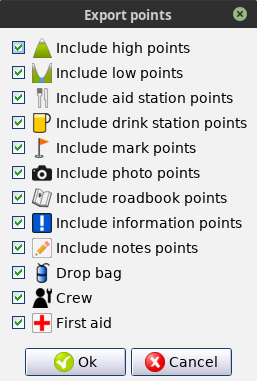 Export points
Include high points
Include low points
Include aid station points
Include drink station points
Include mark points
Include photo points
Include roadbook points
Include information points
Include notes points
Drop bag
Crew
First aid
Ok
Cancel